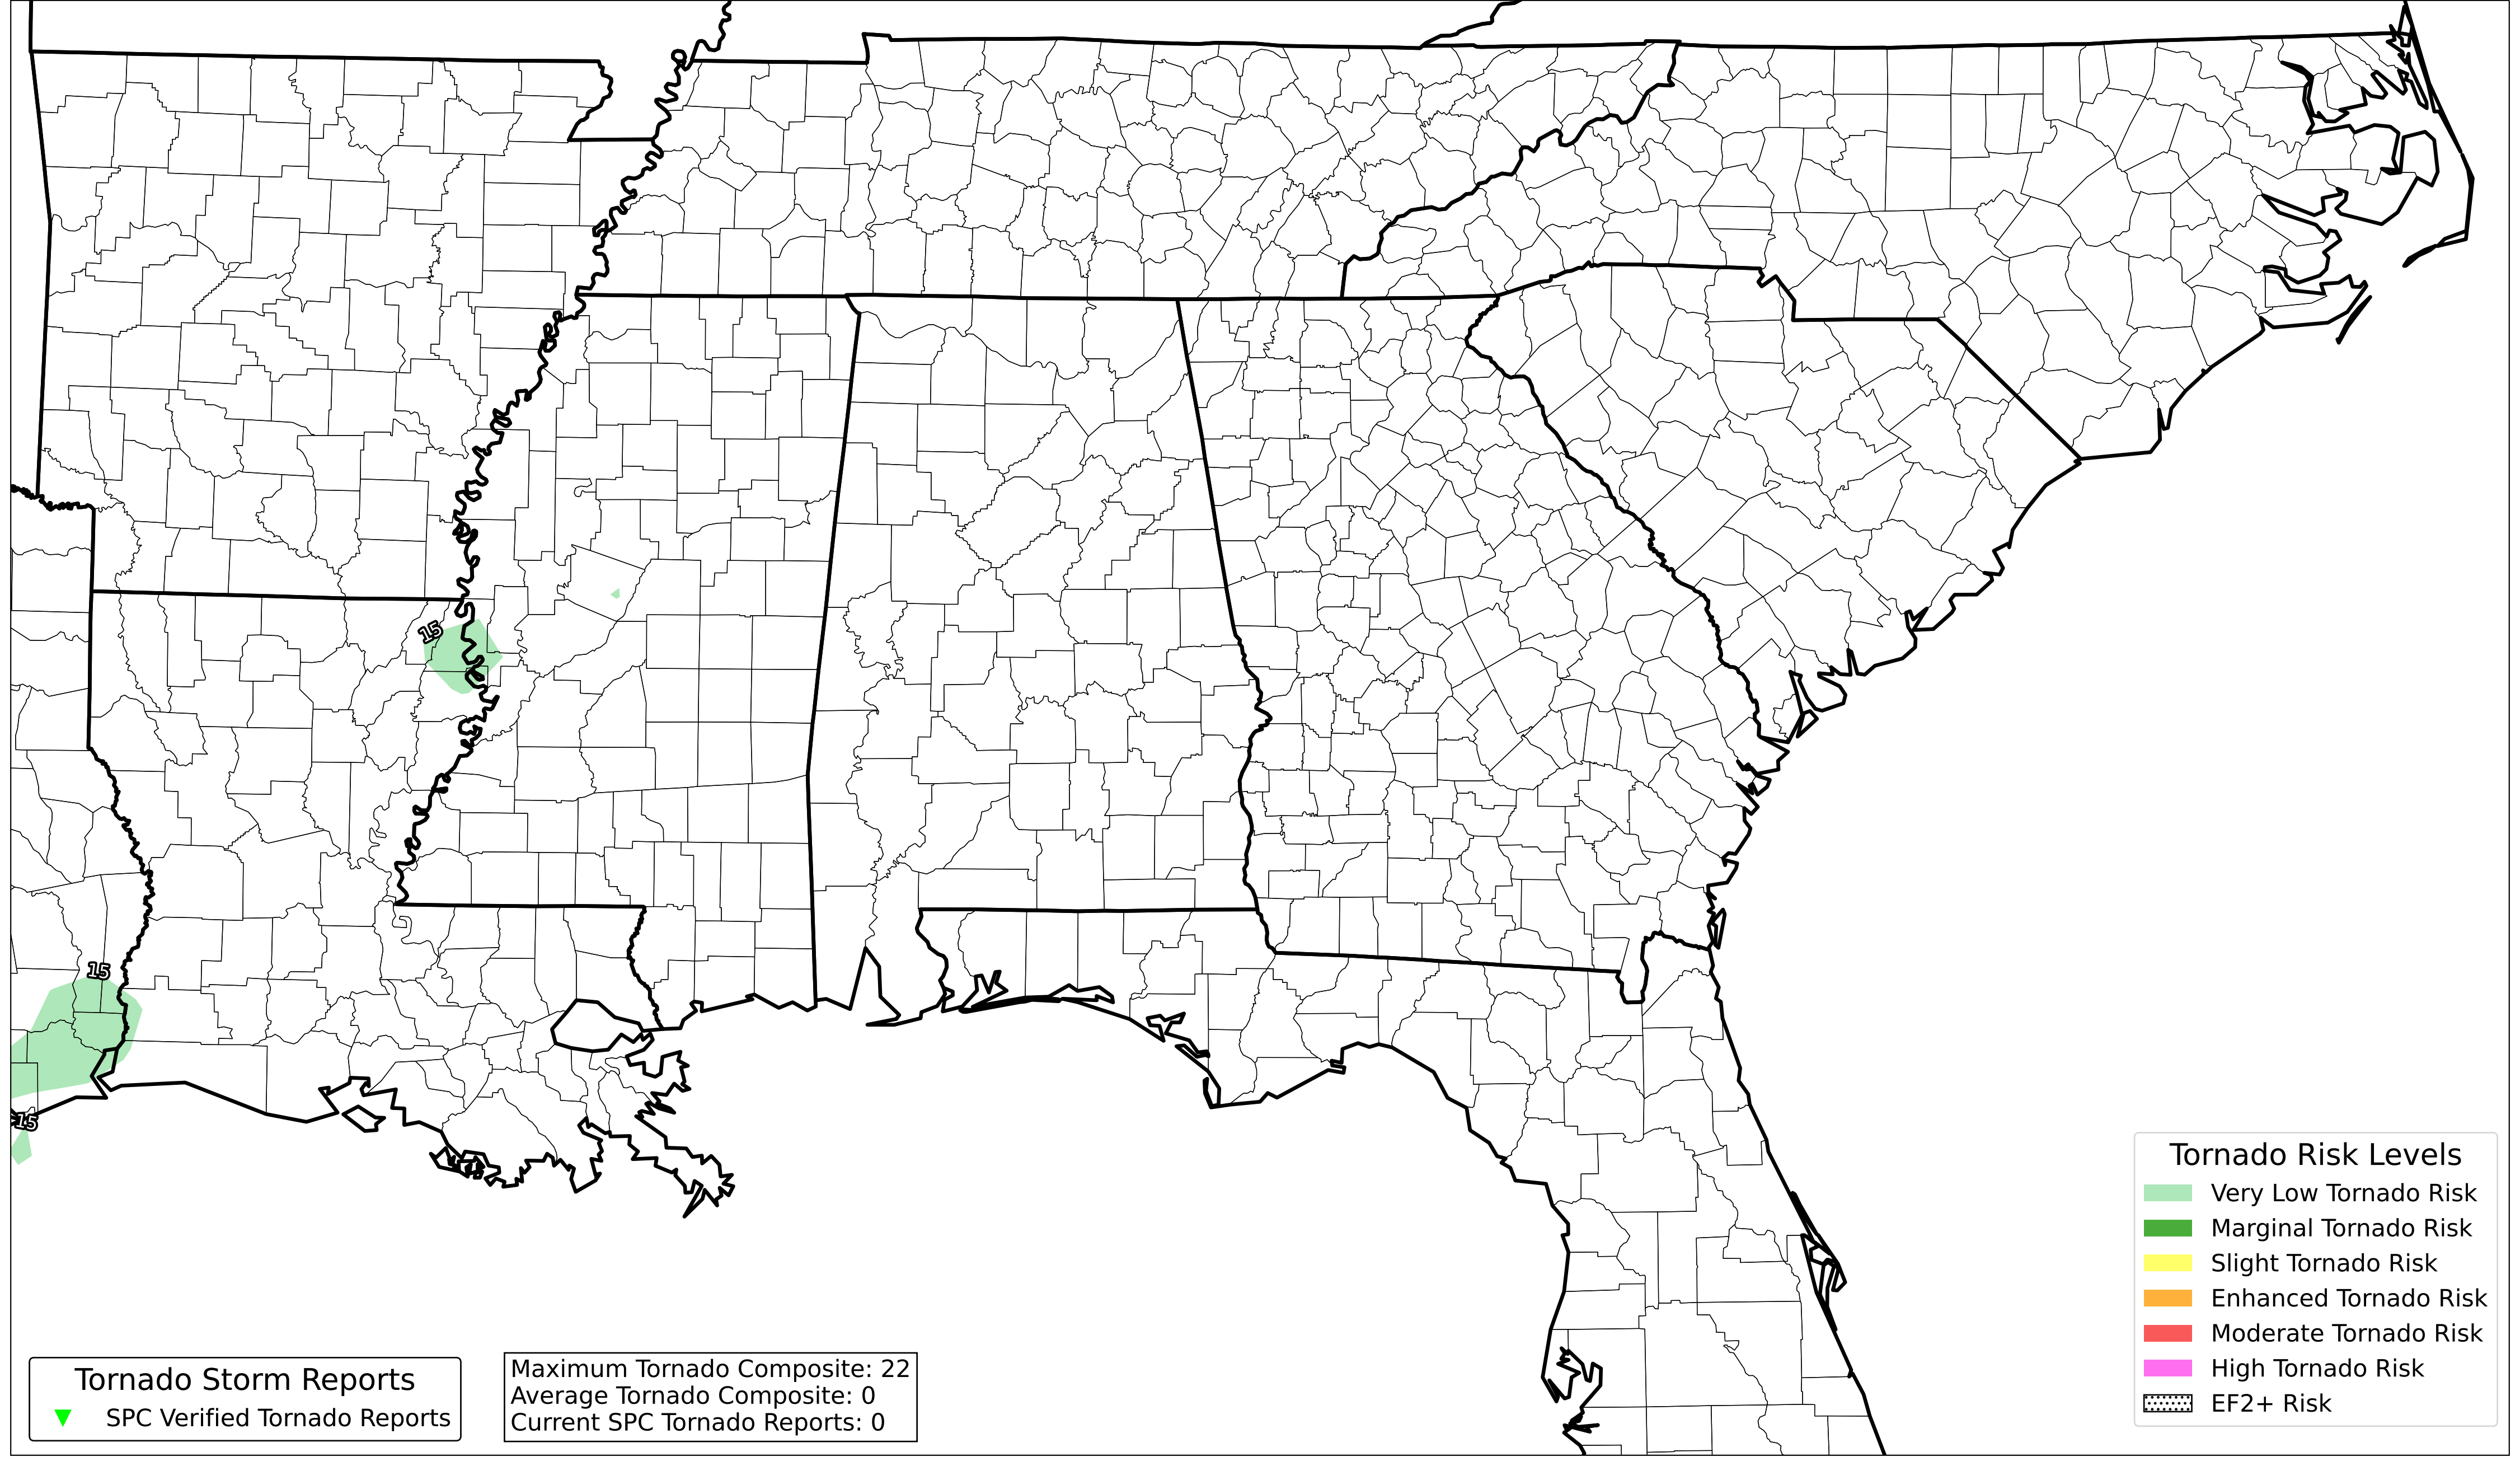 15
15
15
Tornado Risk Levels
Very Low Tornado Risk
Marginal Tornado Risk
Slight Tornado Risk
Enhanced Tornado Risk
Moderate Tornado Risk
High Tornado Risk
EF2+ Risk
Tornado Storm Reports
SPC Verified Tornado Reports
Maximum Tornado Composite: 22
Average Tornado Composite: 0
Current SPC Tornado Reports: 0